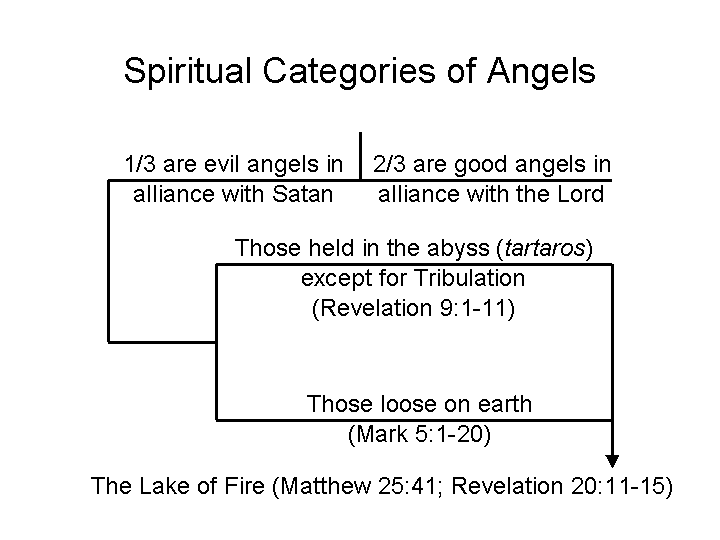 Spiritual Categories of Angels
1/3 are evil angels in
alliance with Satan
2/3 are good angels in
alliance with the Lord
Those held in the abyss (tartaros)
except for Tribulation
(Revelation 9:1-11)
Those loose on earth
(Mark 5:1-20)
The Lake of Fire (Matthew 25:41; Revelation 20:11-15)